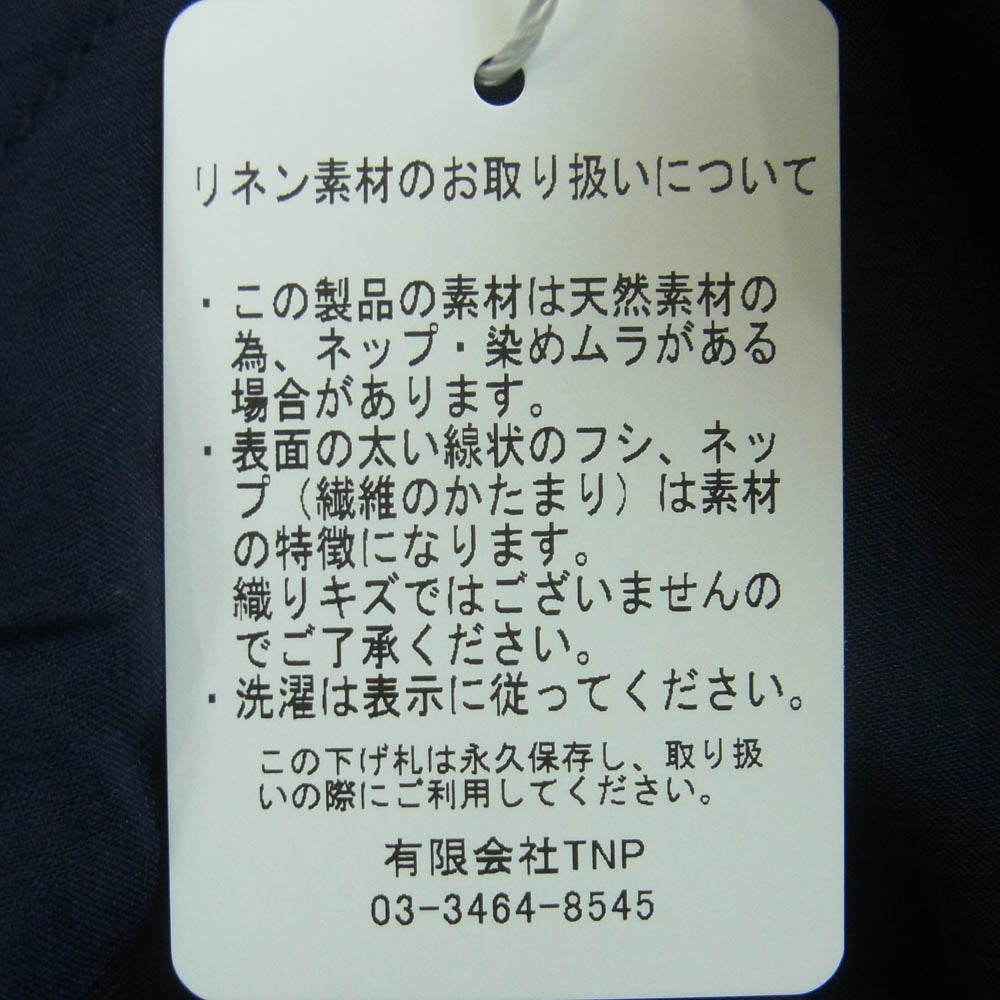 リネン素材のお取り扱いについて
・この製品の素材は天然素材の
為、ネップ・染めムラがある
場合があります。
・表面の太い線状のフシ、ネッ
プ（繊維のかたまり）は素材
の特徴になります。
織りキズではございませんの
でご了承ください。
・洗濯は表示に従ってください。
この下げ札は永久保存し、取り扱
いの際にご利用してください。
有限会社TNP
03-3464-8545